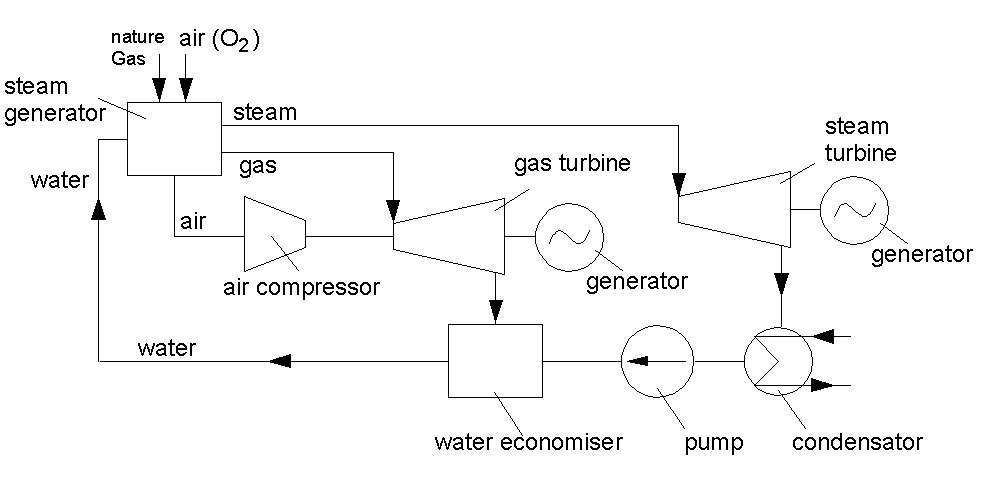 nature
Gas
air (O2)
steam
generator
steam
steam
turbine
gas
gas turbine
water
air
generator
generator
air compressor
water
water economiser
pump
condensator